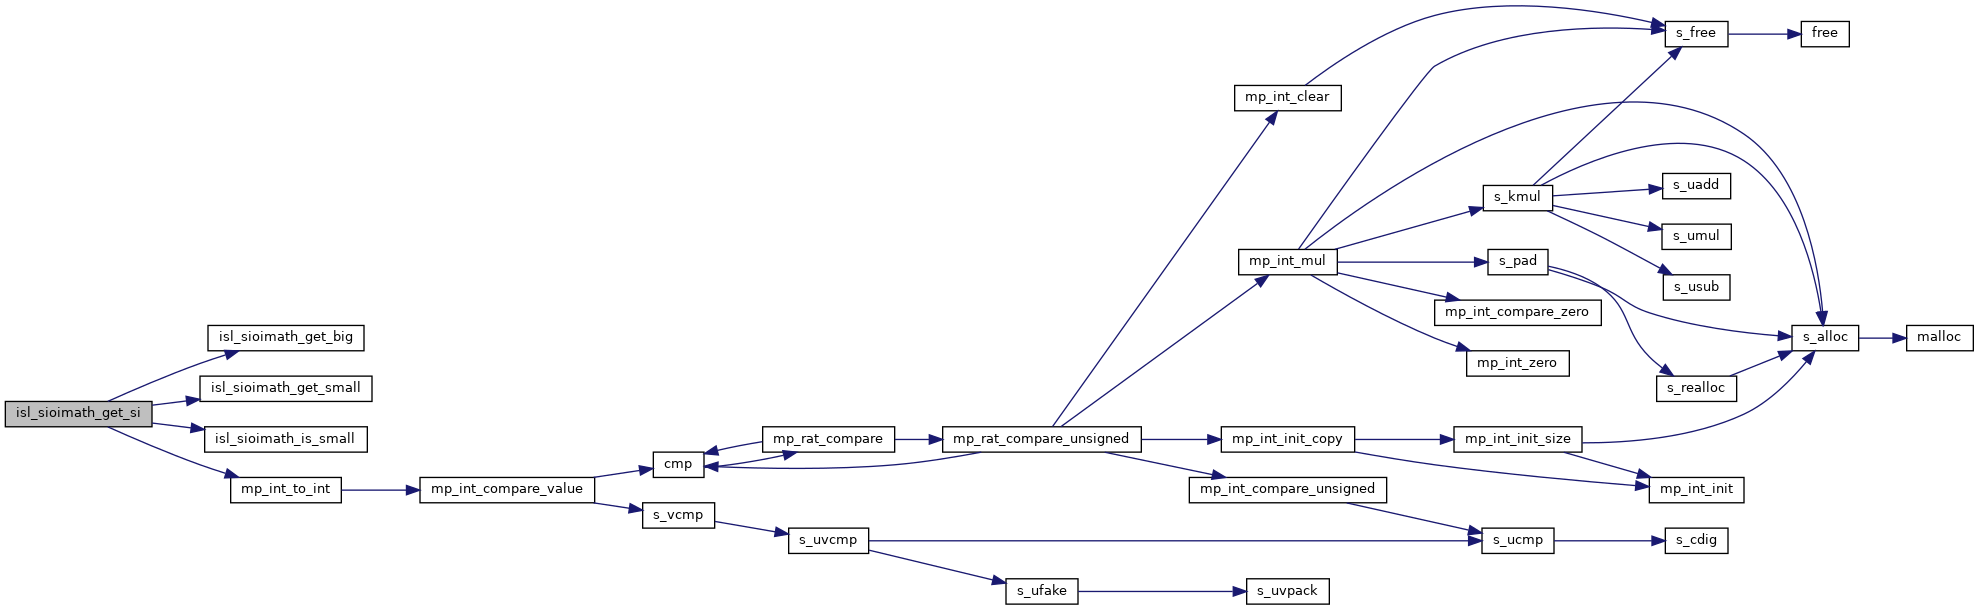 isl_sioimath_get_si
isl_sioimath_get_big
isl_sioimath_get_small
isl_sioimath_is_small
mp_int_to_int
mp_int_compare_value
cmp
s_vcmp
mp_rat_compare
s_uvcmp
mp_rat_compare_unsigned
s_ufake
mp_int_clear
mp_int_mul
mp_int_init_copy
mp_int_compare_unsigned
s_uvpack
s_kmul
s_pad
mp_int_compare_zero
mp_int_zero
mp_int_init_size
s_ucmp
s_free
s_uadd
s_umul
s_usub
s_realloc
mp_int_init
s_cdig
free
s_alloc
malloc